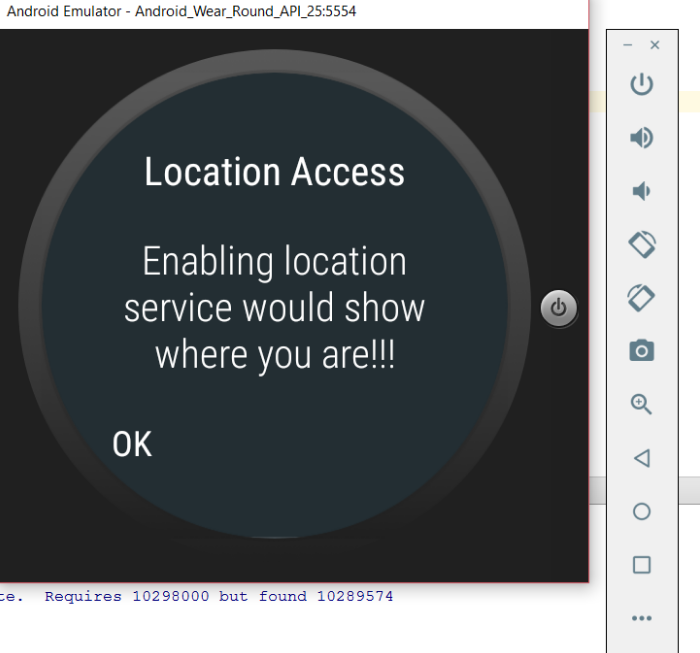 Android Emulator - Android_Wear_Round_API_25:5554
Location Access
Enabling location
service would show
where you are!!!
OK
Requires 10298000 but found 10289574